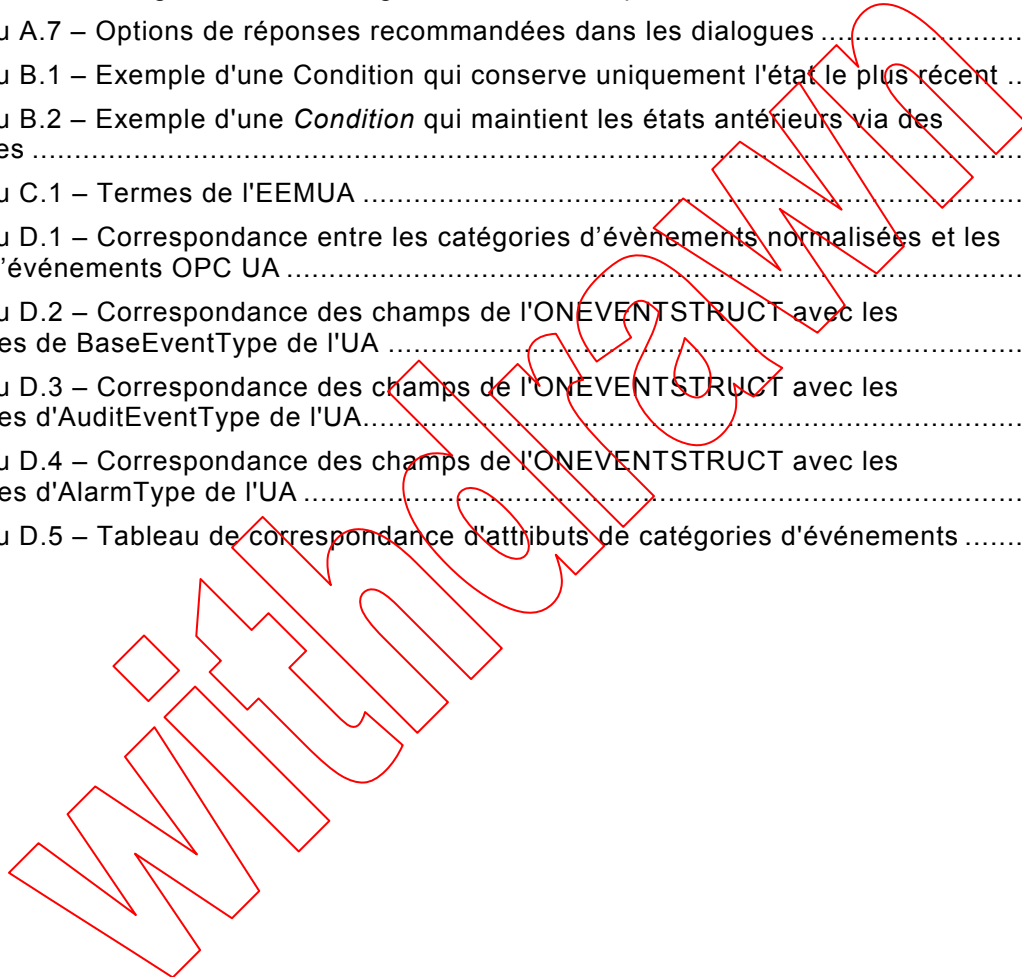 u A.7 – Options de réponses recommandées dans les dialogues ........................
u B.1 – Exemple d'une Condition qui conserve uniquement l'état le plus récent ..
u B.2 – Exemple d'une Condition qui maintient les états antérieurs via des
es ........................................................................................................................
u C.1 – Termes de l'EEMUA ................................................................................
u D.1 – Correspondance entre les catégories d’évènements normalisées et les
'événements OPC UA .........................................................................................
u D.2 – Correspondance des champs de l'ONEVENTSTRUCT avec les
es de BaseEventType de l'UA .............................................................................
u D.3 – Correspondance des champs de l'ONEVENTSTRUCT avec les
es d'AuditEventType de l'UA................................................................................
u D.4 – Correspondance des champs de l'ONEVENTSTRUCT avec les
es d'AlarmType de l'UA .......................................................................................
u D.5 – Tableau de correspondance d'attributs de catégories d'événements .......
withdrawn